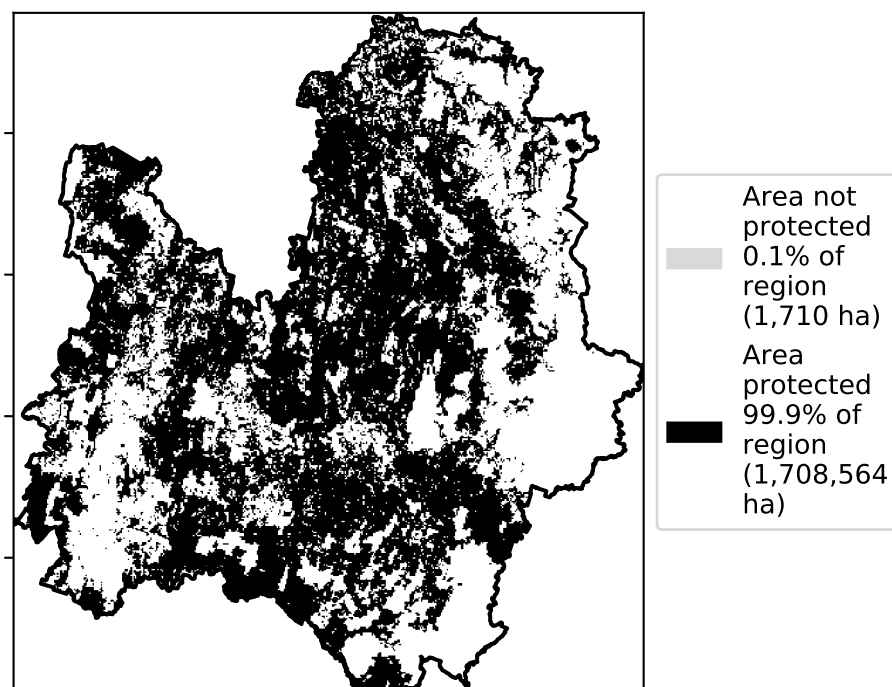 Area not
protected
0.1% of
region
(1,710 ha)
Area
protected
99.9% of
region
(1,708,564
ha)